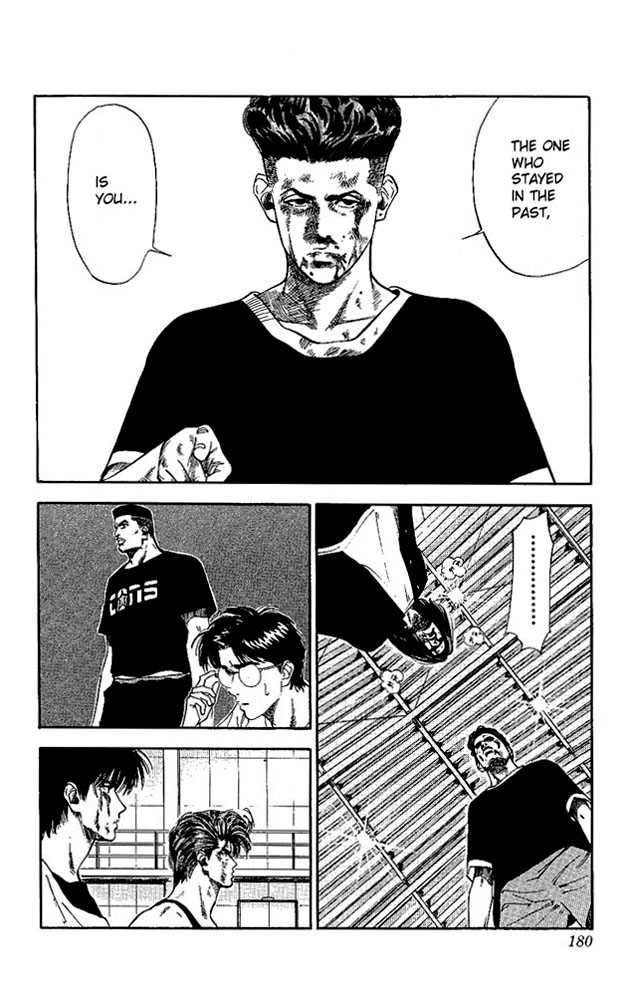 THE ONE
WHO
STAYED
IN THE
PAST,
IS
YOU...
.........
CONS
180